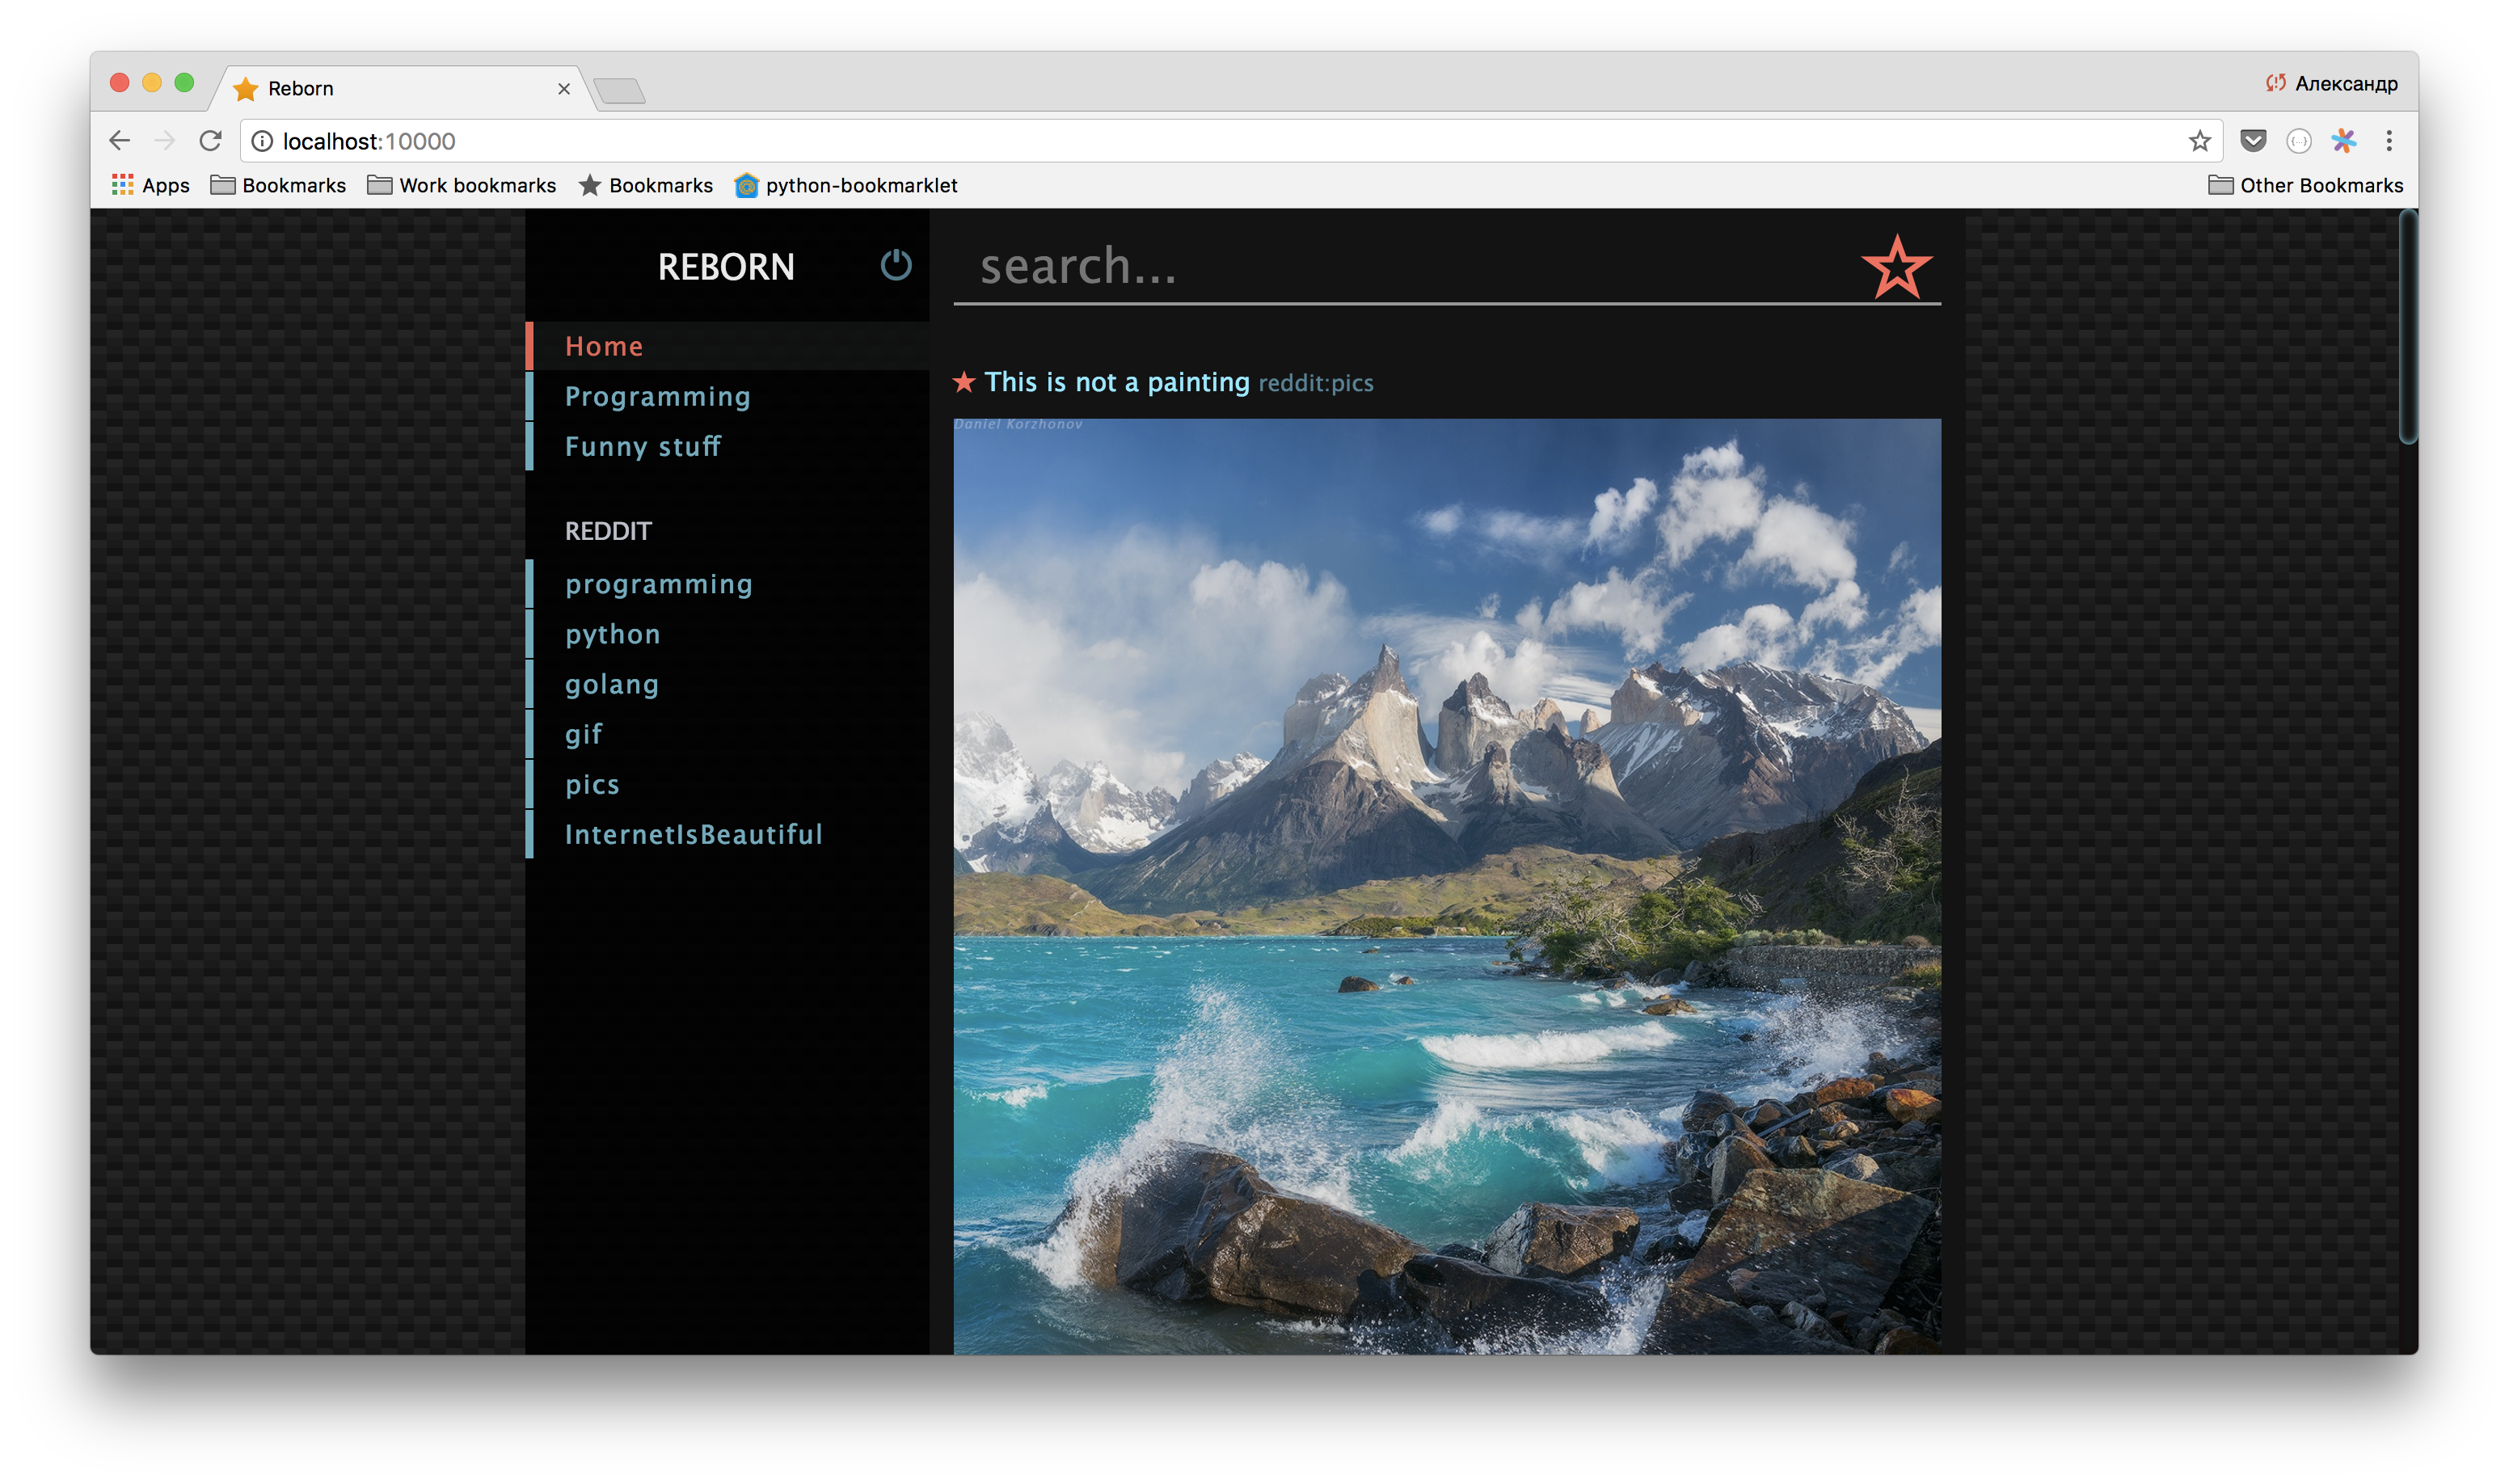 Reborn
Александр
localhost:10000
Apps Bookmarks Work bookmarks Bookmarks python-bookmarklet Other Bookmarks
REBORN
search...
Home
Programming
Funny stuff
REDDIT
programming
python
golang
gif
pics
InternetIsBeautiful
This is not a painting reddit:pics
Daniel Korzhonov